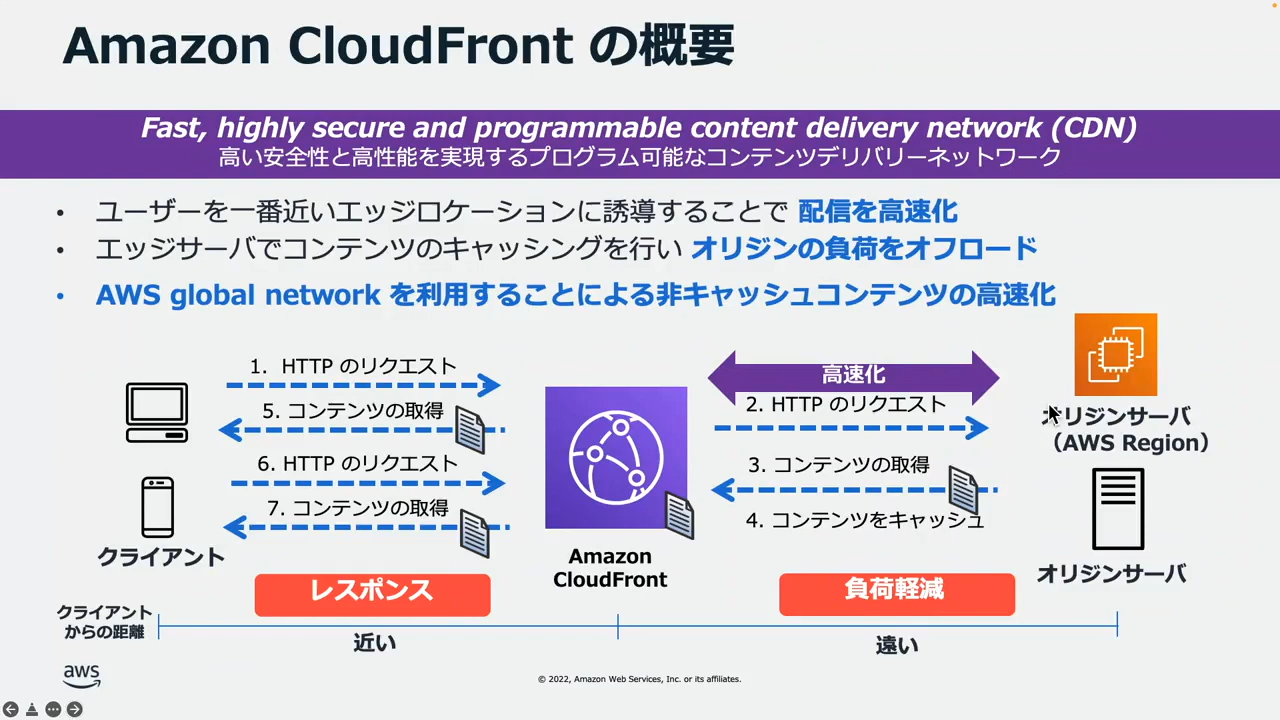 Amazon CloudFront の概要
Fast, highly secure and programmable content delivery network (CDN)
高い安全性と高性能を実現するプログラム可能なコンテンツデリバリーネットワーク
• ユーザーを一番近いエッジロケーションに誘導することで 配信を高速化
• エッジサーバでコンテンツのキャッシングを行い オリジンの負荷をオフロード
• AWS global network を利用することによる非キャッシュコンテンツの高速化
1. HTTP のリクエスト
5. コンテンツの取得
6. HTTP のリクエスト
7. コンテンツの取得
クライアント
レスポンス
Amazon
CloudFront
高速化
2. HTTP のリクエスト
3. コンテンツの取得
4. コンテンツをキャッシュ
負荷軽減
オリジンサーバ
（AWS Region）
オリジンサーバ
クライアント
からの距離
近い
遠い
aws
© 2022, Amazon Web Services, Inc. or its affiliates.